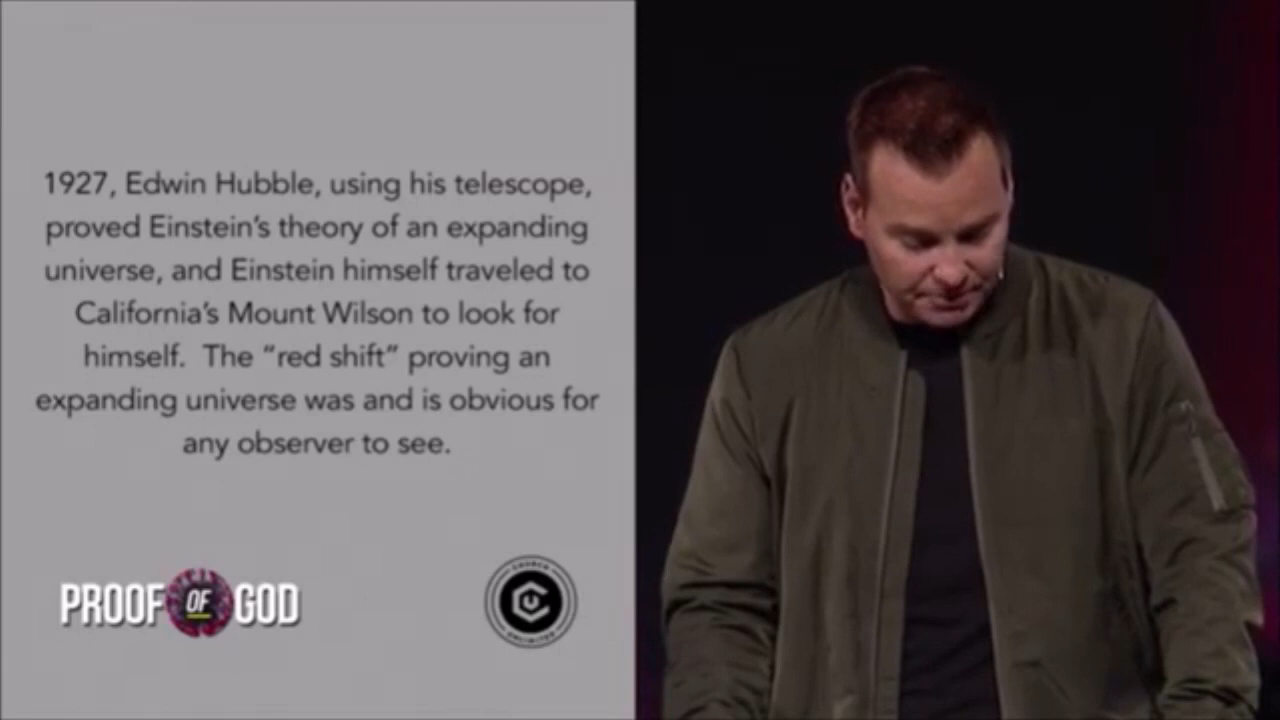 1927, Edwin Hubble, using his telescope,
proved Einstein's theory of an expanding
universe, and Einstein himself traveled to
California's Mount Wilson to look for
himself.  The “red shift” proving an
expanding universe was and is obvious for
any observer to see.
PROOF OF GOD
CHURCH
UNLIMITED